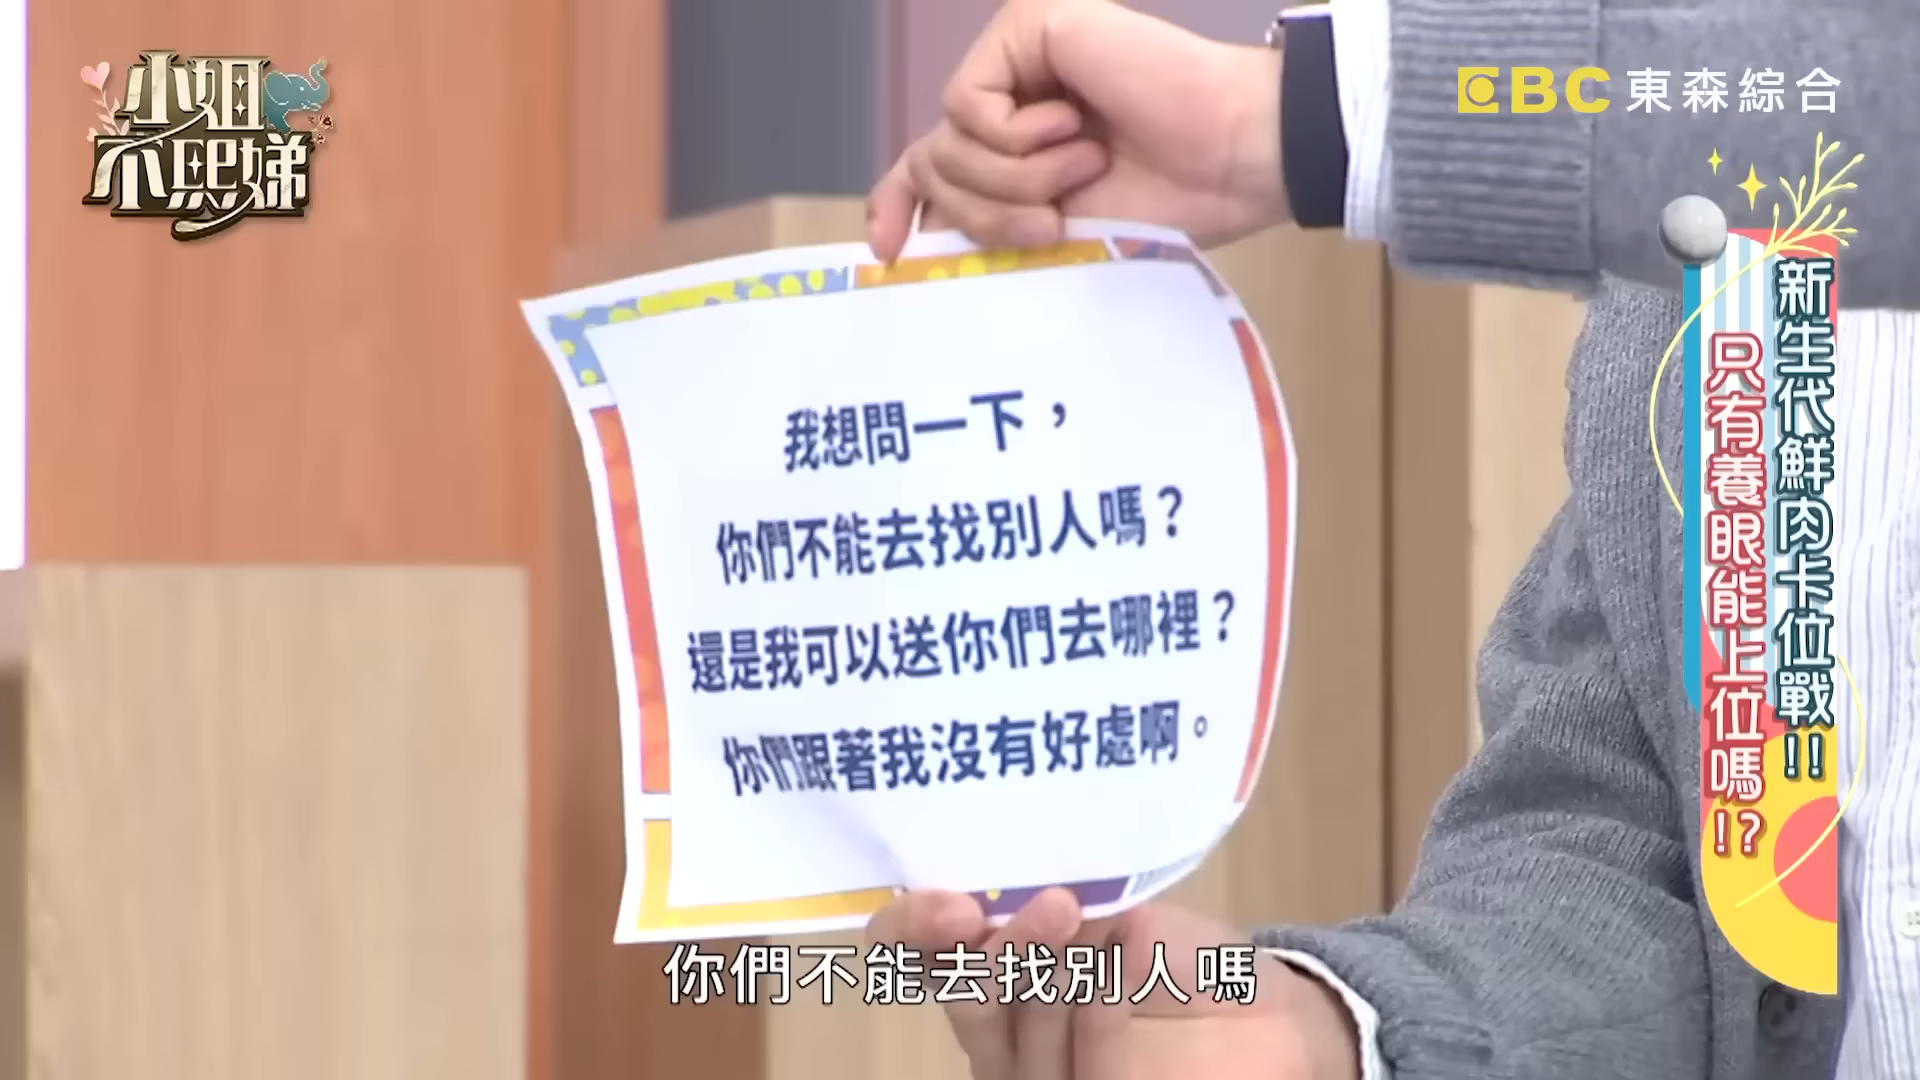 小姐
不熙娣
EBC 東森綜合
新生代鮮肉卡位戰!!
只有養眼能上位嗎!?
我想問一下，
你們不能去找別人嗎？
還是我可以送你們去哪裡？
你們跟著我沒有好處啊。
你們不能去找別人嗎